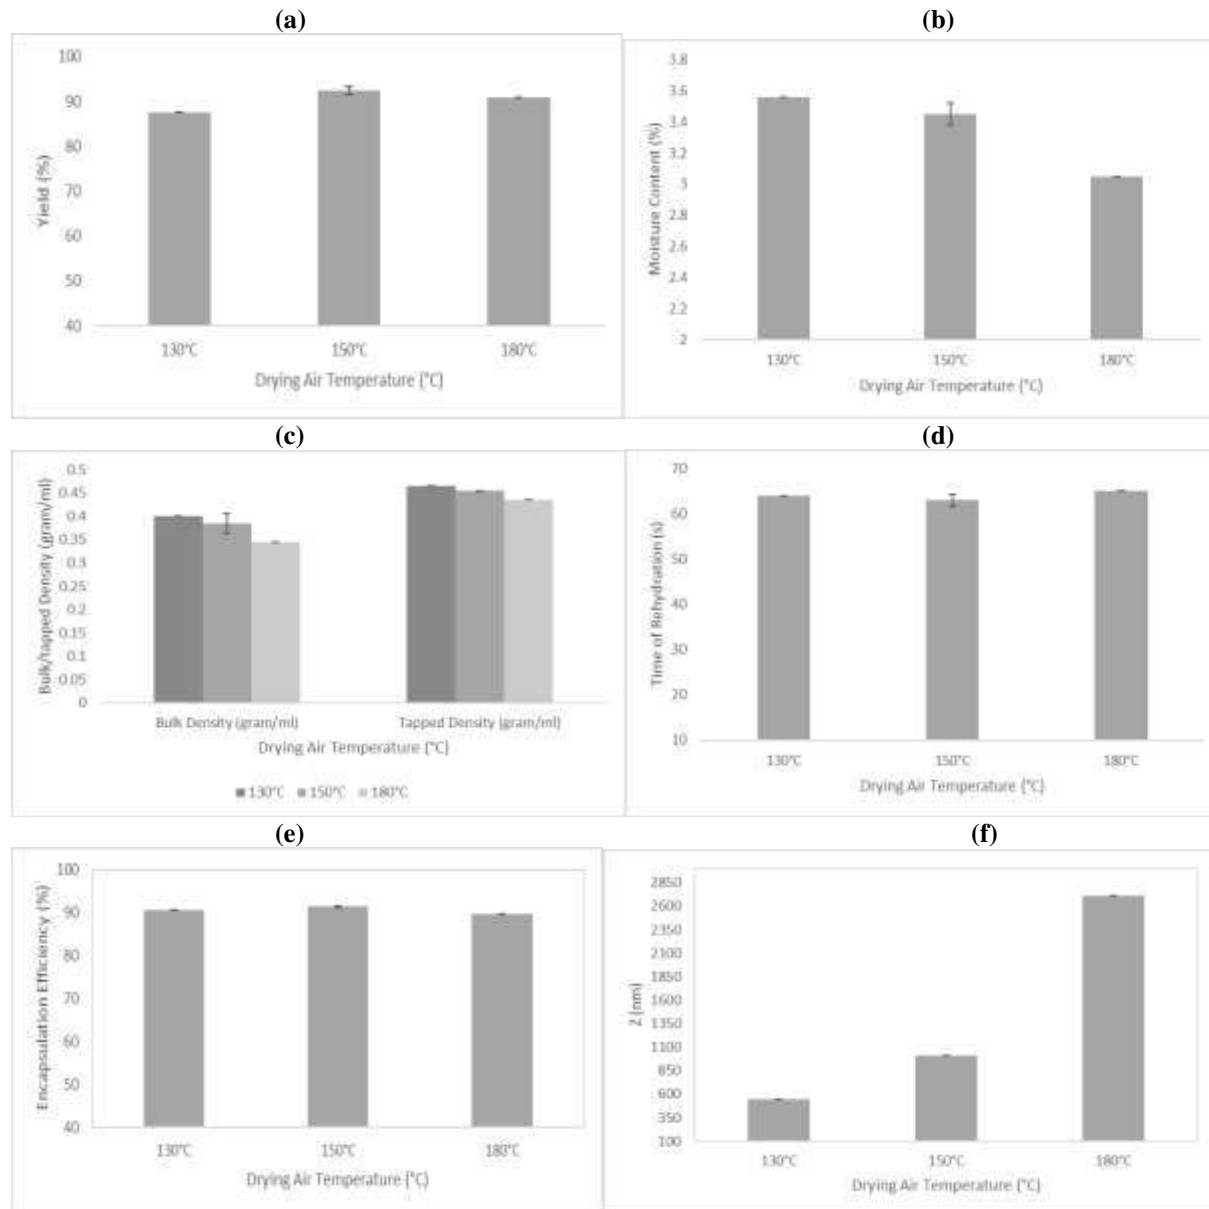 (a)
(b)
100
90
80
70
60
50
40
Yield (%)
130°C 150°C 180°C
Drying Air Temperature (°C)
3.8
3.6
3.4
3.2
3
2.8
2.6
2.4
2.2
2
Moisture Content (%)
130°C 150°C 180°C
Drying Air Temperature (°C)
(c)
(d)
0.5
0.45
0.4
0.35
0.3
0.25
0.2
0.15
0.1
0.05
0
Bulk/tapped Density (gram/ml)
Bulk Density (gram/ml) Tapped Density (gram/ml)
Drying Air Temperature (°C)
130°C 150°C 180°C
70
60
50
40
30
20
10
Time of Rehydration (s)
130°C 150°C 180°C
Drying Air Temperature (°C)
(e)
(f)
100
90
80
70
60
50
40
Encapsulation Efficiency (%)
130°C 150°C 180°C
Drying Air Temperature (°C)
2850
2600
2350
2100
1850
1600
1350
1100
850
600
350
100
Z (nm)
130°C 150°C 180°C
Drying Air Temperature (°C)